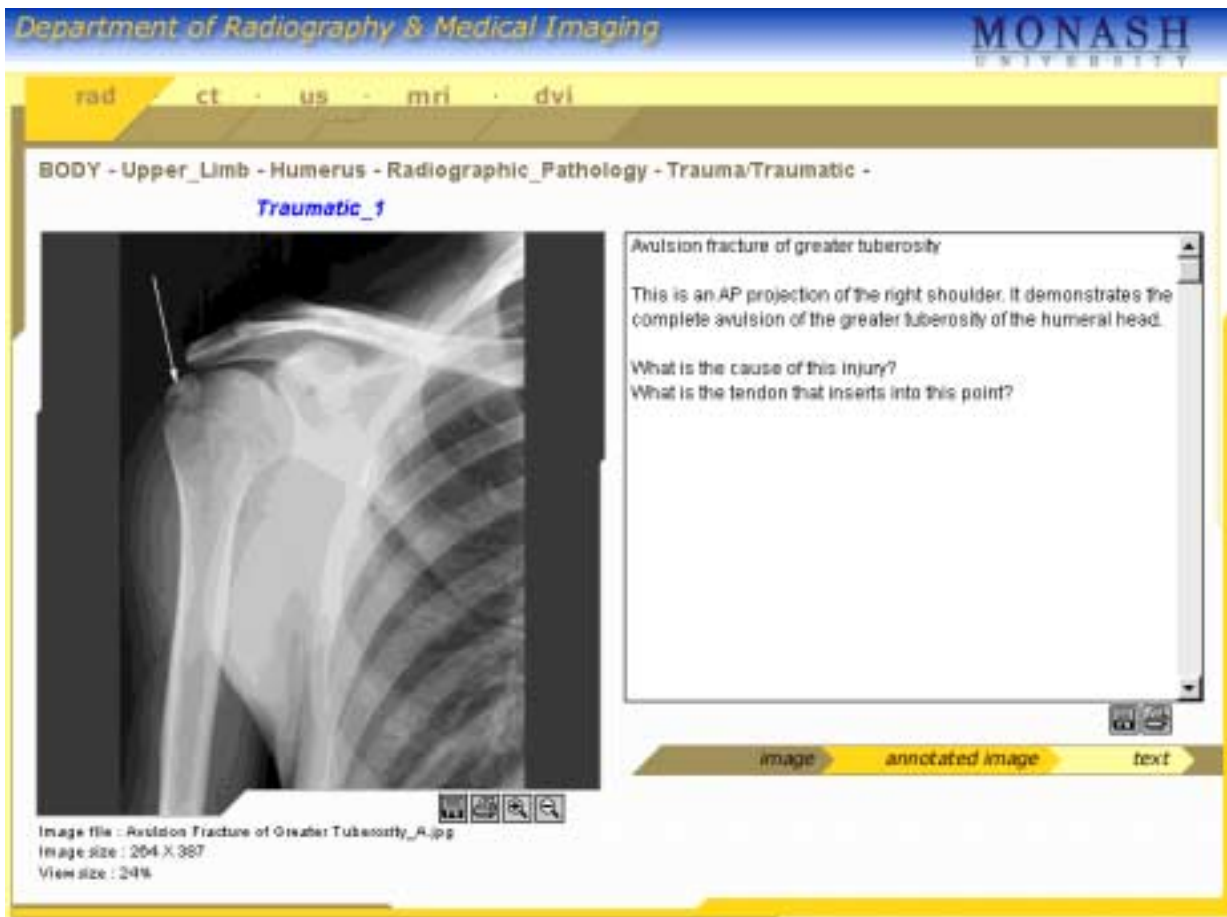 Department of Radiography & Medical Imaging
MONASH
UNIVERSITY
rad · ct · us · mri · dvi
BODY - Upper_Limb - Humerus - Radiographic_Pathology - Trauma/Traumatic -
Traumatic_1
Avulsion fracture of greater tuberosity
This is an AP projection of the right shoulder. It demonstrates the
complete avulsion of the greater tuberosity of the humeral head.
What is the cause of this injury?
What is the tendon that inserts into this point?
image
annotated image
text
Image file : Avulsion Fracture of Greater Tuberosity_A.jpg
Image size : 264 X 387
View size : 24%